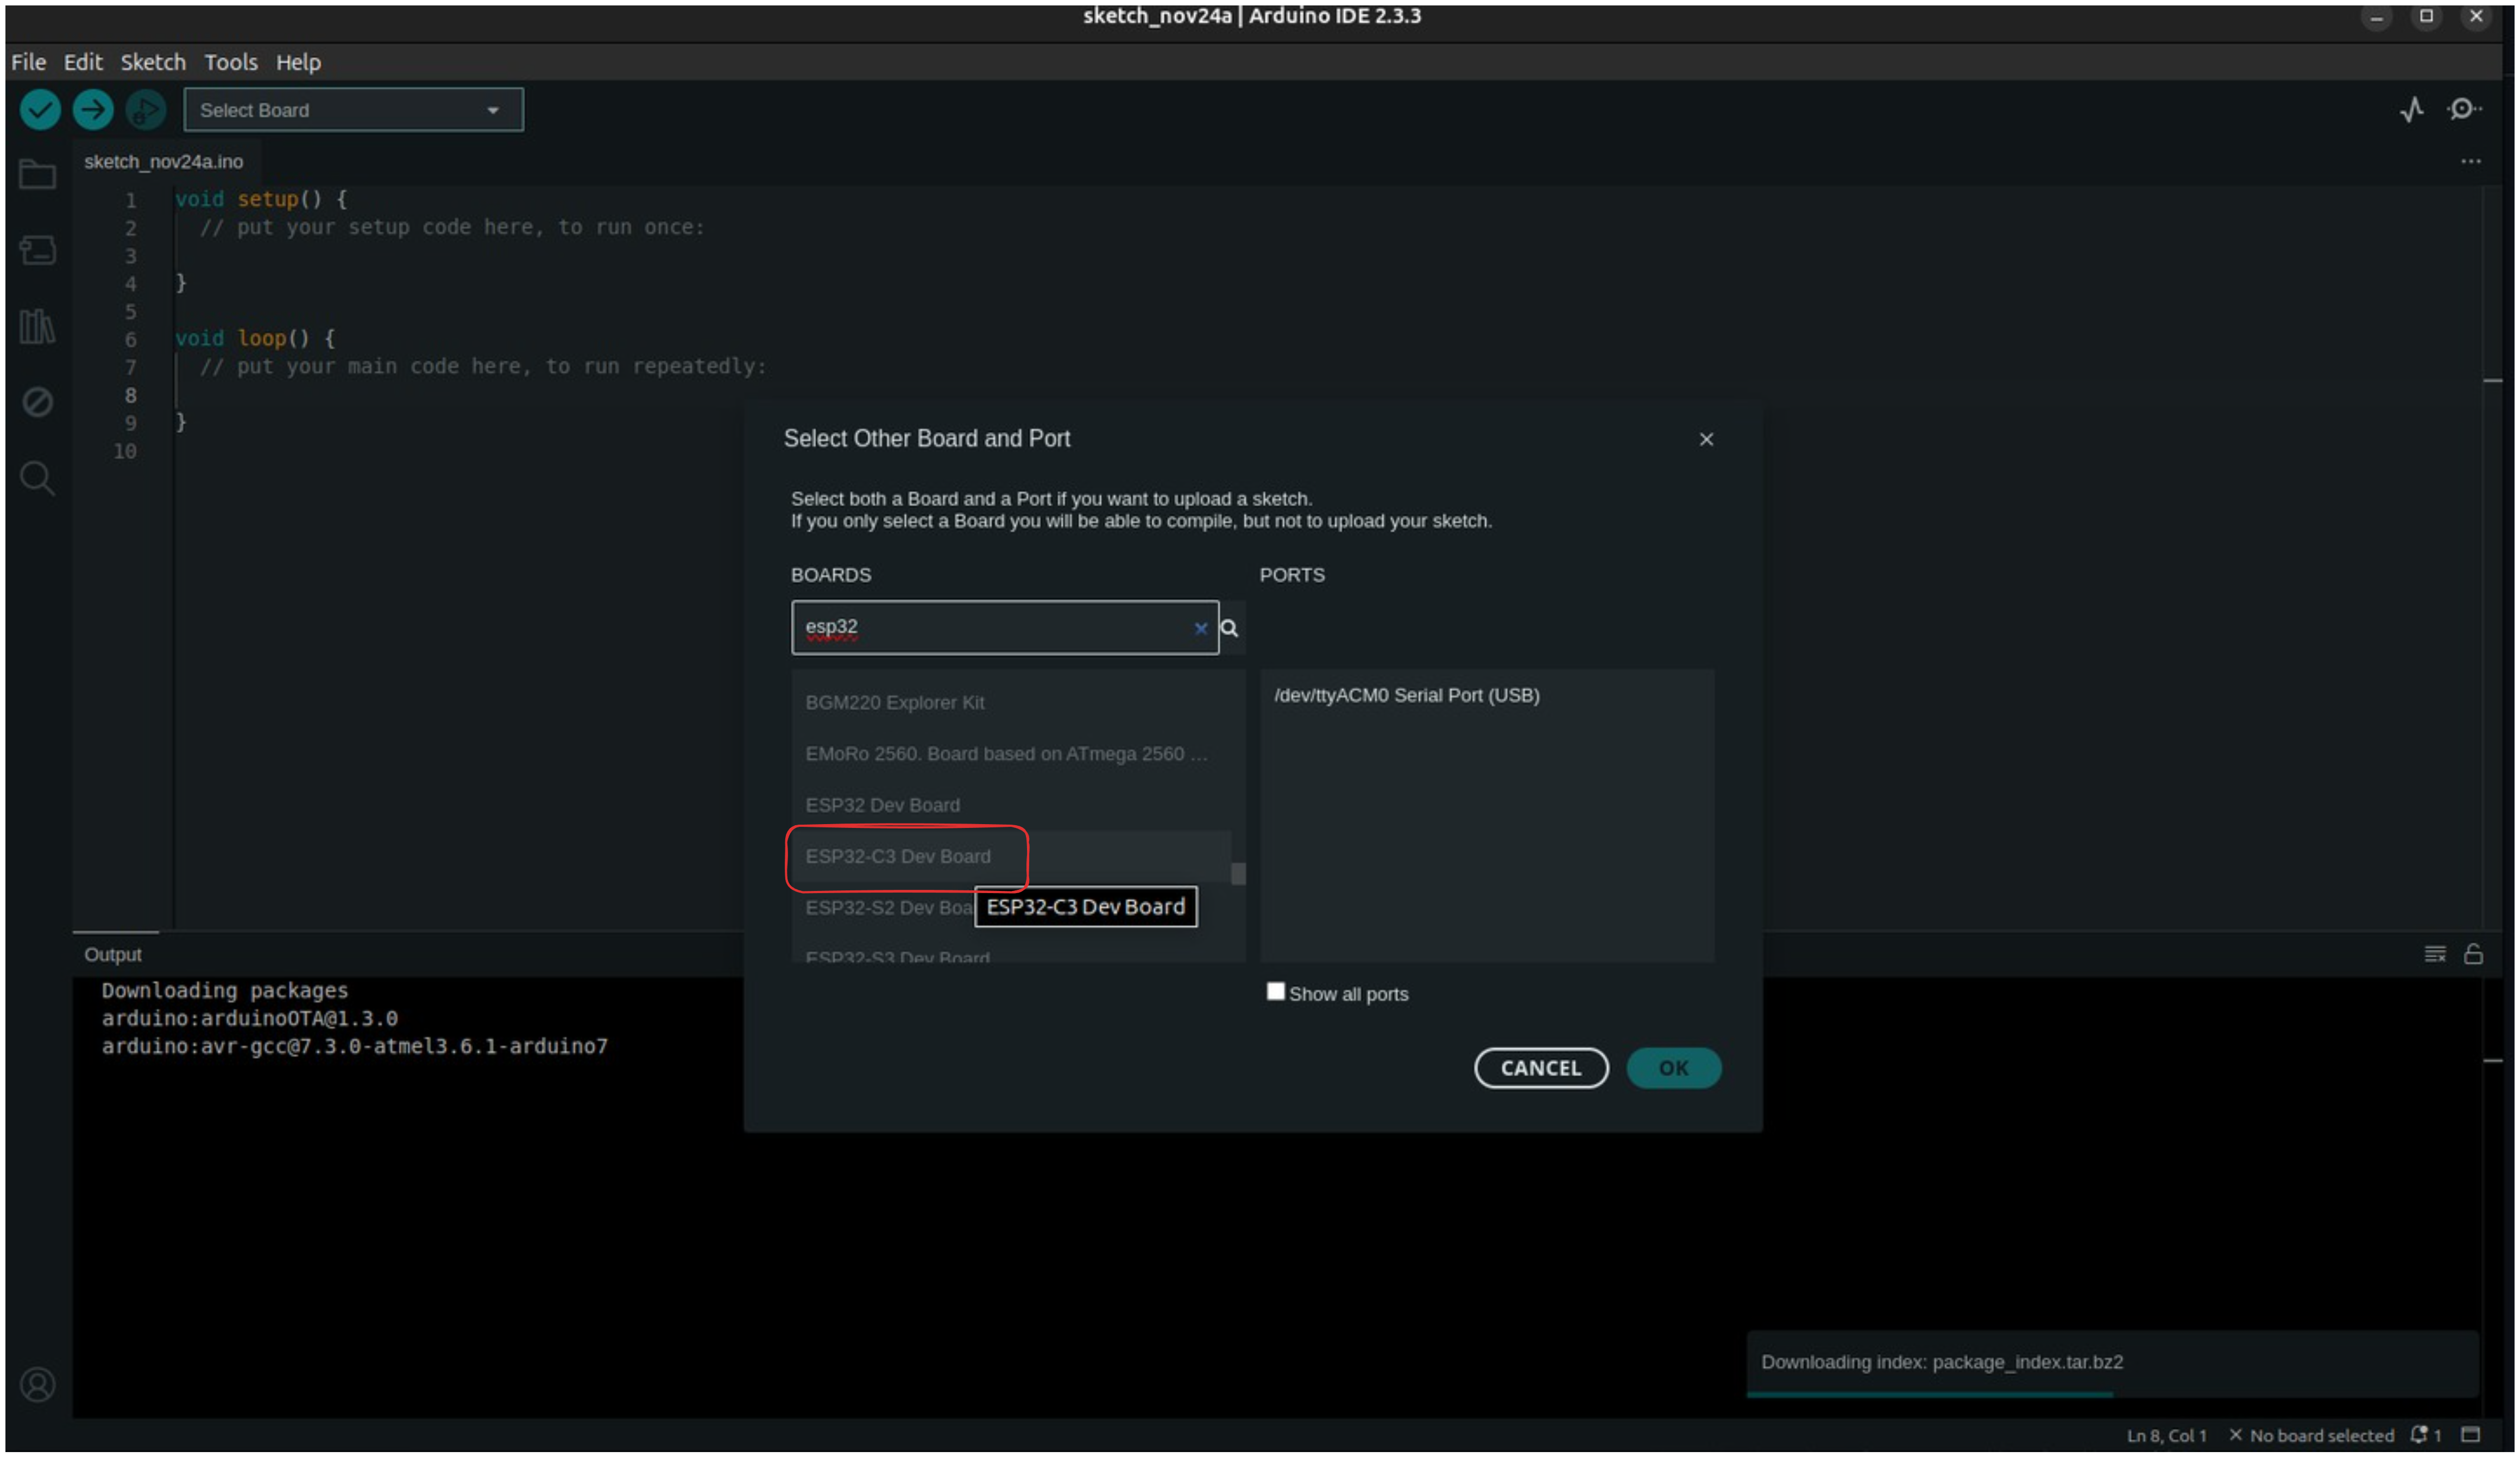 sketch_nov24a | Arduino IDE 2.3.3
File Edit Sketch Tools Help
Select Board
sketch_nov24a.ino
1 void setup() {
2 // put your setup code here, to run once:
3
4 }
5
6 void loop() {
7 // put your main code here, to run repeatedly:
8
9 }
10
Select Other Board and Port
Select both a Board and a Port if you want to upload a sketch.
If you only select a Board you will be able to compile, but not to upload your sketch.
BOARDS
esp32
BGM220 Explorer Kit
EMoRo 2560. Board based on ATmega 2560 ...
ESP32 Dev Board
ESP32-C3 Dev Board
ESP32-S2 Dev Boa
ESP32-C3 Dev Board
ESP32-S3 Dev Board
PORTS
/dev/ttyACM0 Serial Port (USB)
Show all ports
CANCEL OK
Output
Downloading packages
arduino:arduinoOTA@1.3.0
arduino:avr-gcc@7.3.0-atmel3.6.1-arduino7
Downloading index: package_index.tar.bz2
Ln 8, Col 1 No board selected 1